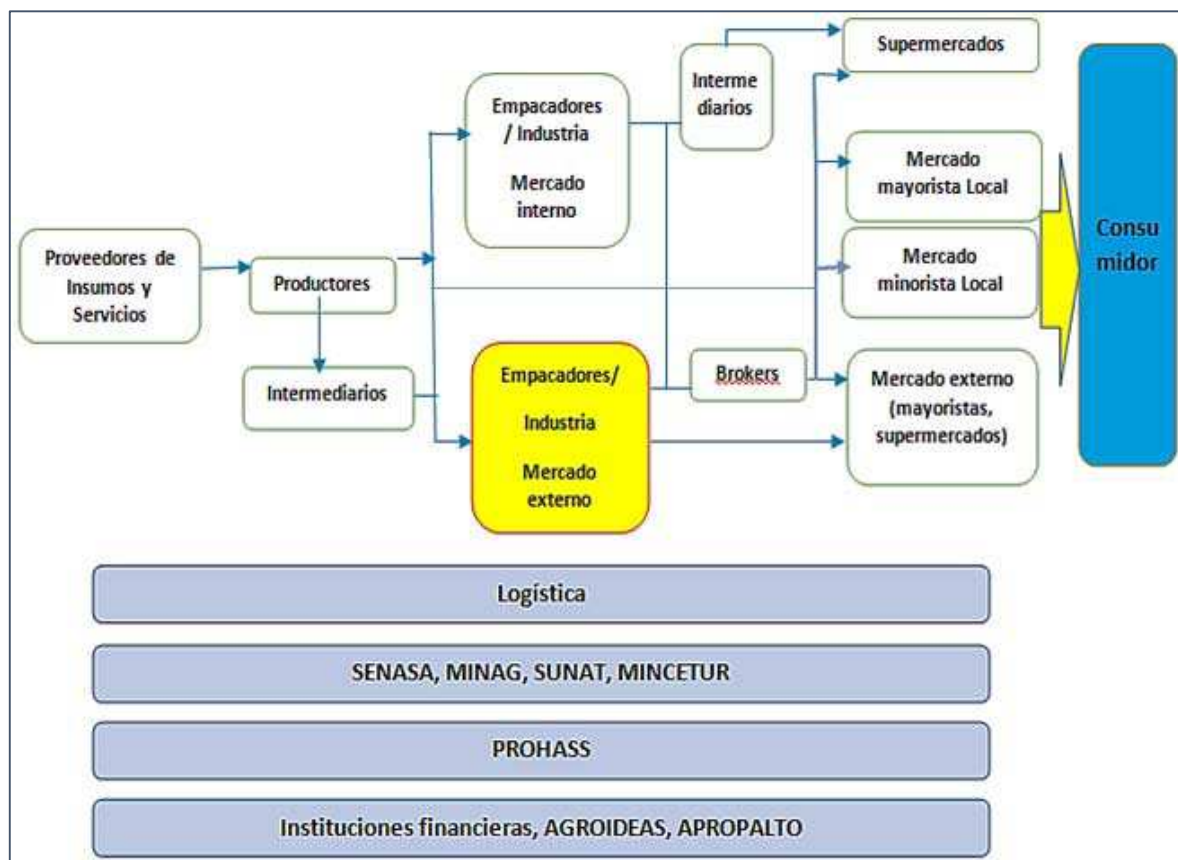 Proveedores de
Insumos y
Servicios
Productores
Intermediarios
Empacadores
/ Industria
Mercado
interno
Empacadores/
Industria
Mercado
externo
Interme
diarios
Brokers
Supermercados
Mercado
mayorista Local
Mercado
minorista Local
Mercado externo
(mayoristas,
supermercados)
Consu
midor
Logística
SENASA, MINAG, SUNAT, MINCETUR
PROHASS
Instituciones financieras, AGROIDEAS, APROPALTO